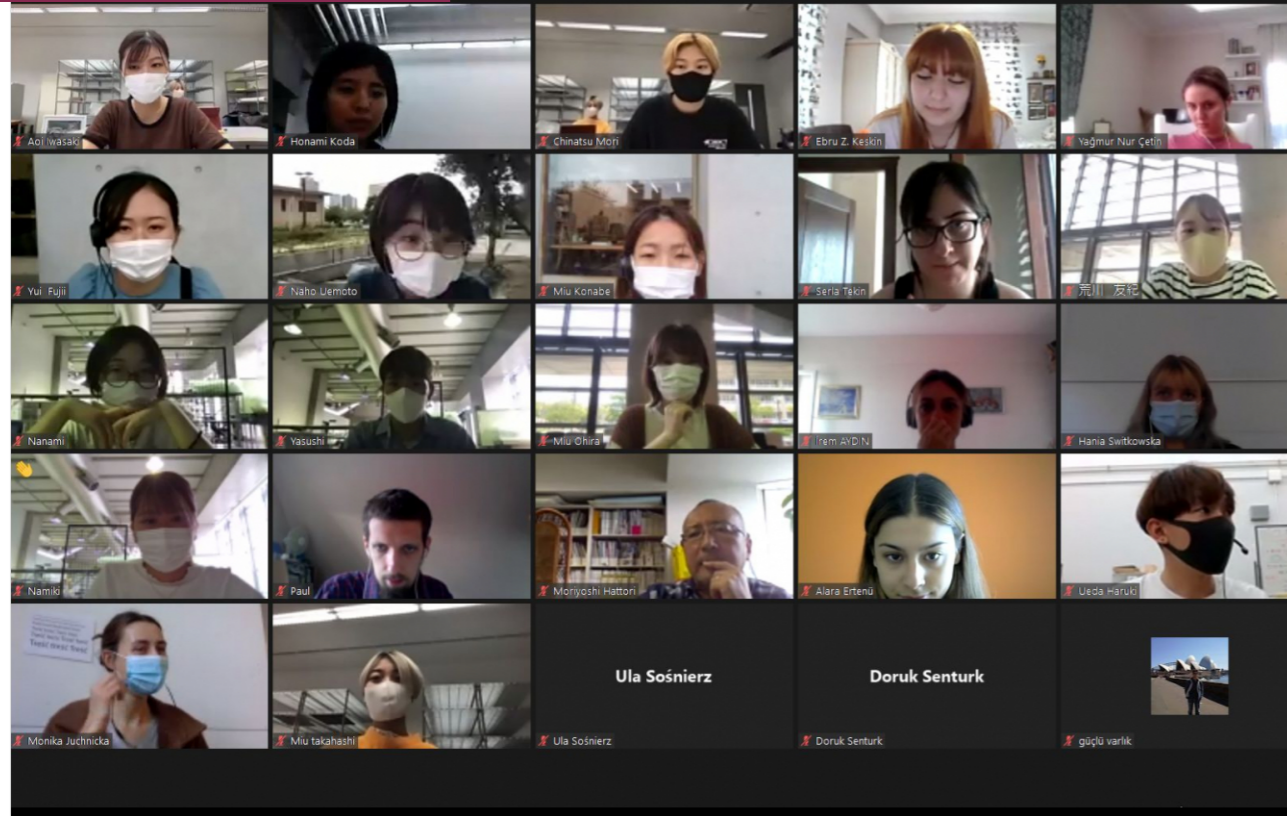 Aoi Iwasaki
Honami Koda
Chinatsu Mori
Ebru Z. Keskin
Yağmur Nur Çetin
Yui Fujii
Naho Uemoto
Miu Konabe
Serla Tekin
荒川 友紀
Nanami
Yasushi
Miu Ohira
İrem AYDIN
Hania Switkowska
Namiki
Paul
Moriyoshi Hattori
Alara Ertenü
Ueda Haruki
Monika Juchnicka
Miu takahashi
Ula Sośnierz
Ula Sośnierz
Doruk Senturk
Doruk Senturk
güçlü varlık